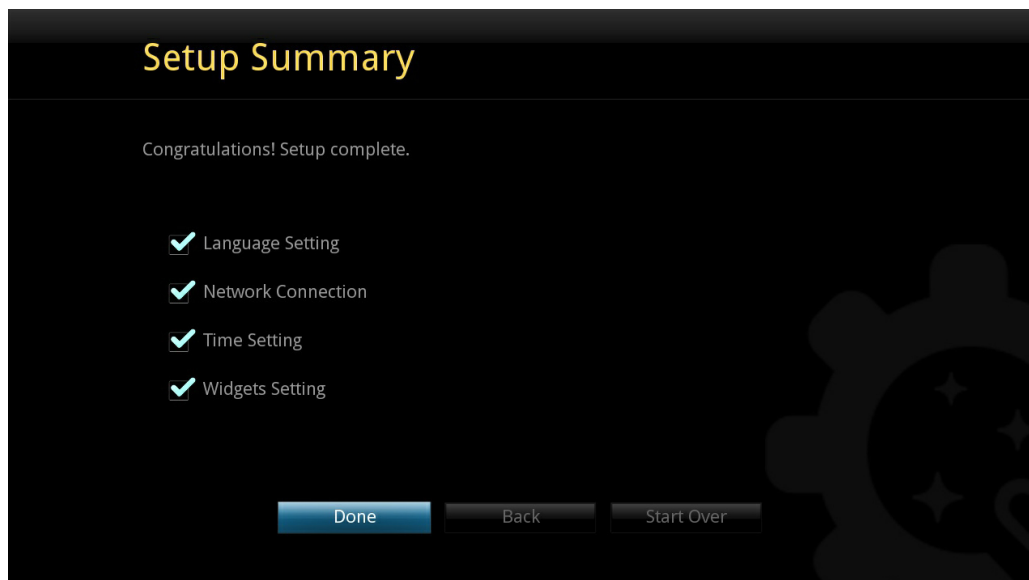 Setup Summary
Congratulations! Setup complete.
Language Setting
Network Connection
Time Setting
Widgets Setting
Done Back Start Over